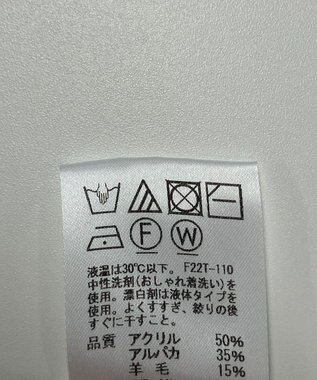 F W
液温は30℃以下。 F22T-110
中性洗剤(おしゃれ着洗い)を
使用。漂白剤は液体タイプを
使用。よくすすぎ、絞りの後
すぐに干すこと。
品質 アクリル 50%
アルパカ 35%
羊 毛 15%